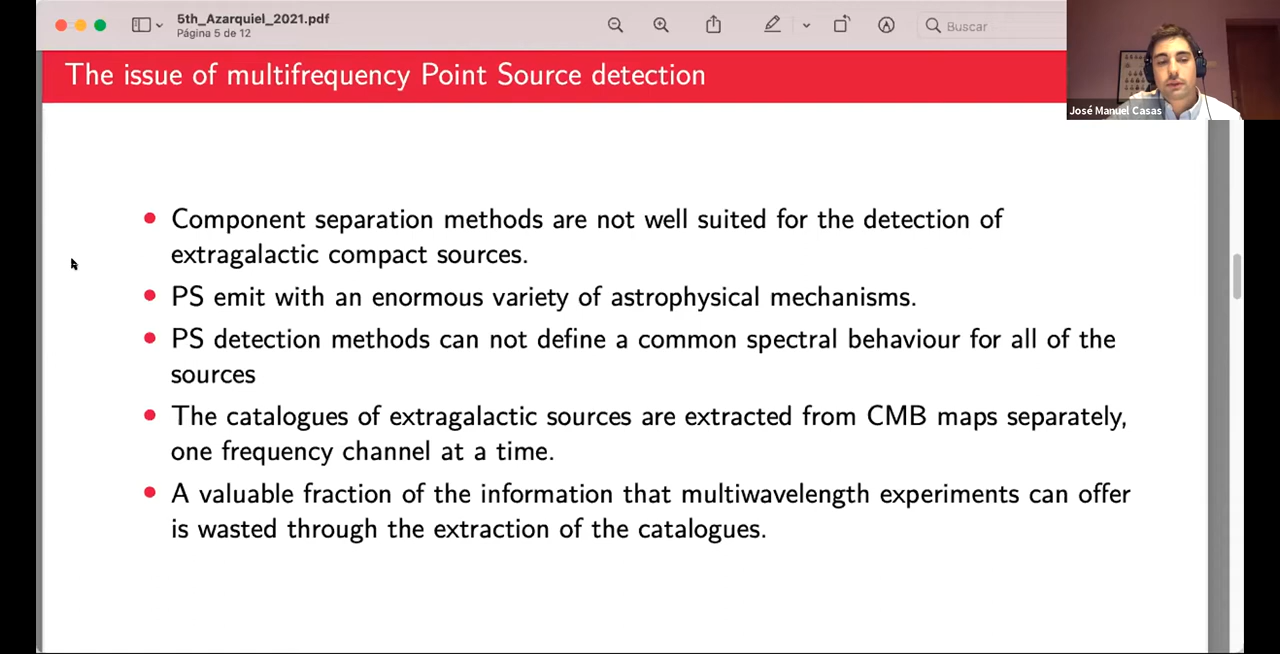 5th_Azarquiel_2021.pdf
Página 5 de 12
Buscar
José Manuel Casas
The issue of multifrequency Point Source detection
Component separation methods are not well suited for the detection of
extragalactic compact sources.
PS emit with an enormous variety of astrophysical mechanisms.
PS detection methods can not define a common spectral behaviour for all of the
sources
The catalogues of extragalactic sources are extracted from CMB maps separately,
one frequency channel at a time.
A valuable fraction of the information that multiwavelength experiments can offer
is wasted through the extraction of the catalogues.